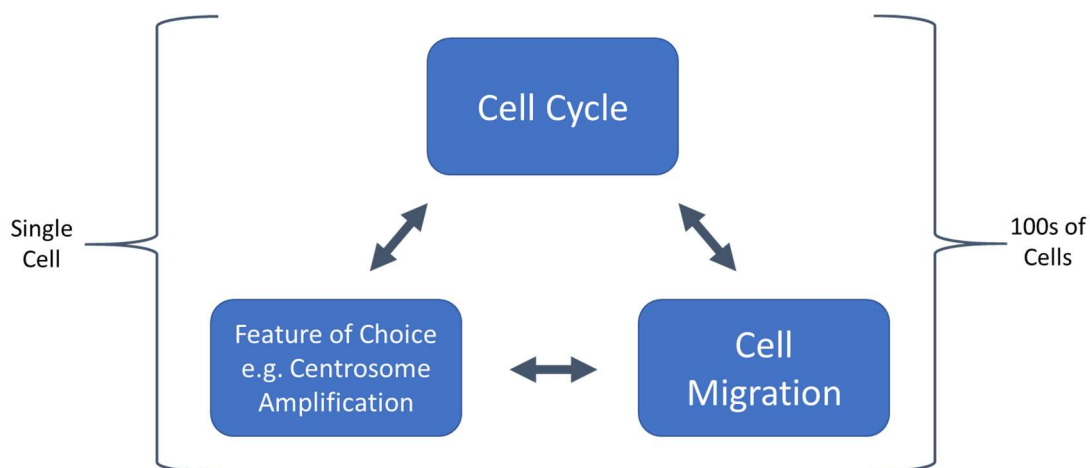 Cell Cycle
Single
Cell
100s of
Cells
Feature of Choice
e.g. Centrosome
Amplification
Cell
Migration